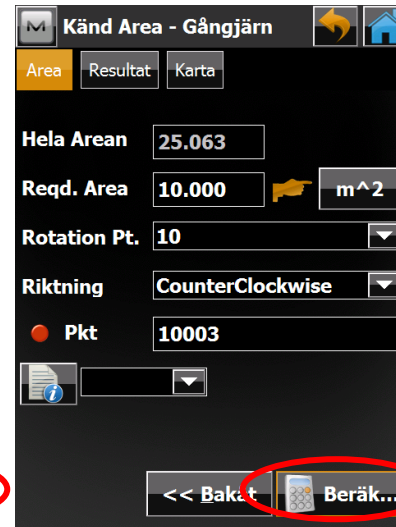 M Känd Area - Gångjärn
Area Resultat Karta
Hela Arean 25.063
Reqd. Area 10.000 m^2
Rotation Pt. 10
Riktning CounterClockwise
Pkt 10003
<< Bakåt Beräk...